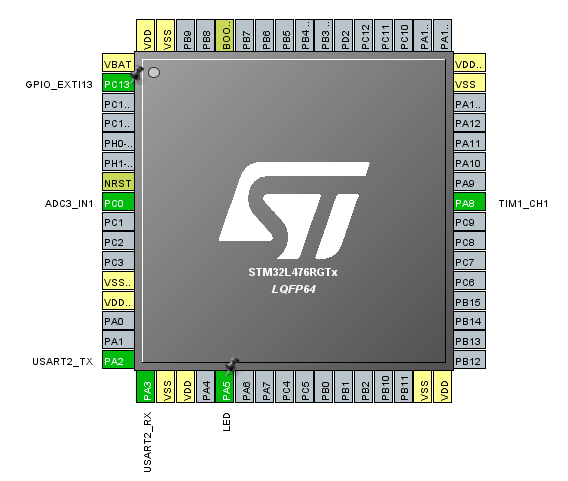 VDD
VSS
PB9
PB8
BOO..
PB7
PB6
PB5
PB4..
PB3..
PD2
PC12
PC11
PC10
PA1..
PA1..
VBAT
GPIO_EXTI13 PC13
PC1..
PC1..
PH0-..
PH1-..
NRST
ADC3_IN1 PC0
PC1
PC2
PC3
VSS..
VDD..
PA0
PA1
USART2_TX PA2
VDD..
VSS
PA1..
PA12
PA11
PA10
PA9
PA8 TIM1_CH1
PC9
PC8
PC7
PC6
PB15
PB14
PB13
PB12
ST
STM32L476RGTx
LQFP64
PA3
VSS
VDD
PA4
PA5
PA6
PA7
PC4
PC5
PB0
PB1
PB2
PB10
PB11
VSS
VDD
USART2_RX
LED